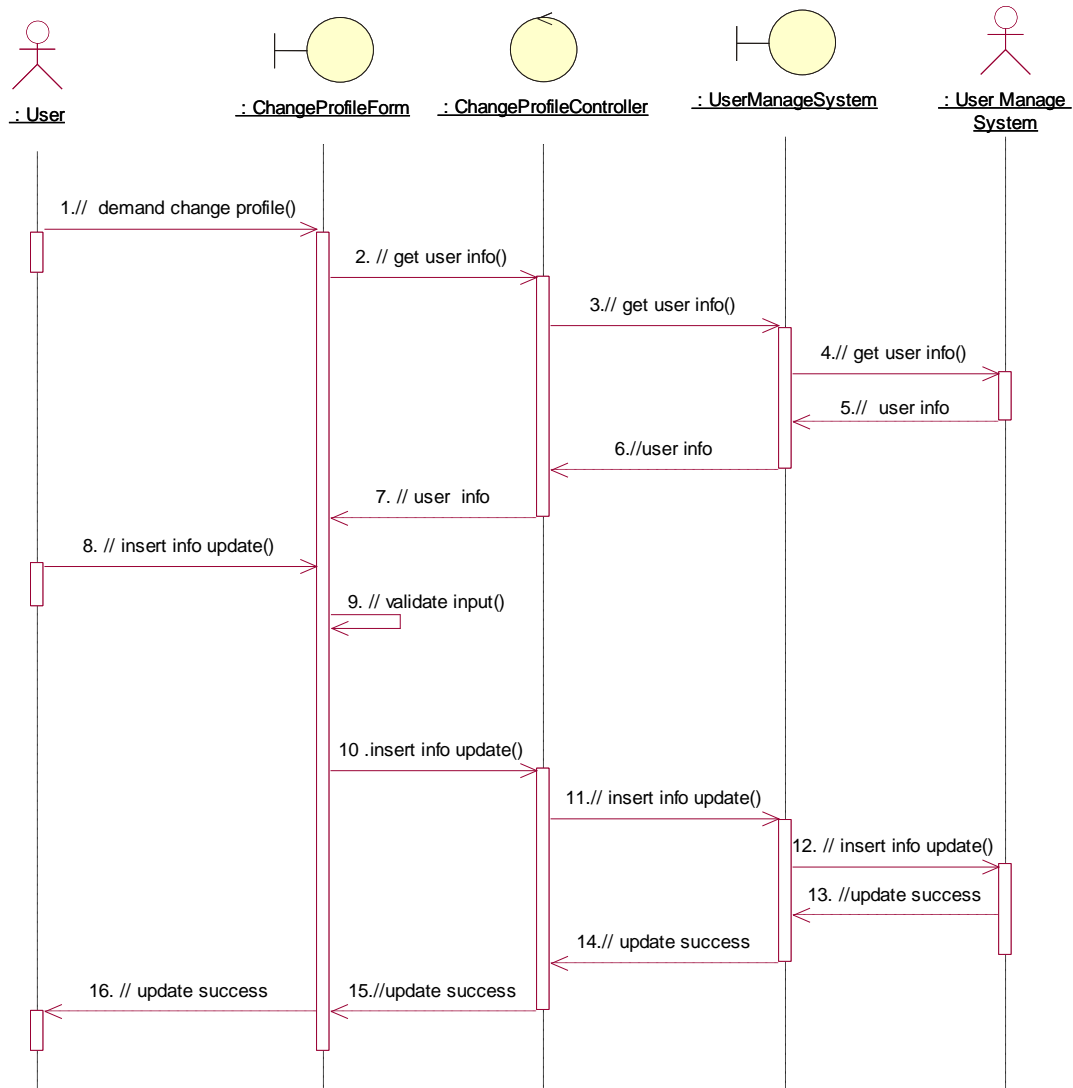 : User
: ChangeProfileForm
: ChangeProfileController
: UserManageSystem
: User Manage
System
1.//  demand change profile()
2. // get user info()
3.// get user info()
4.// get user info()
5.//  user info
6.//user info
7. // user  info
8. // insert info update()
9. // validate input()
10 .insert info update()
11.// insert info update()
12. // insert info update()
13. //update success
14.// update success
15.//update success
16. // update success